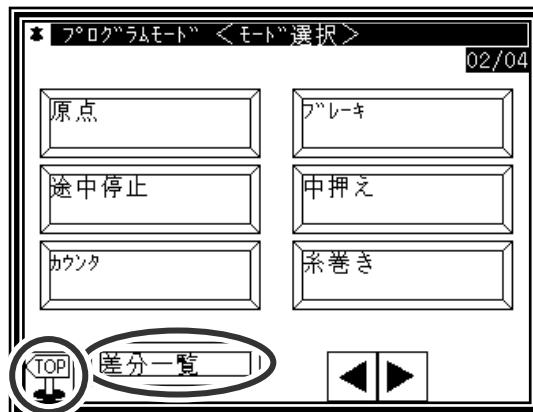 ﾌﾟﾛｸﾞﾗﾑﾓｰﾄﾞ <ﾓｰﾄﾞ選択>
02/04
原点
ﾌﾞﾚｰｷ
途中停止
中押え
ｶｳﾝﾀ
糸巻き
TOP
差分一覧